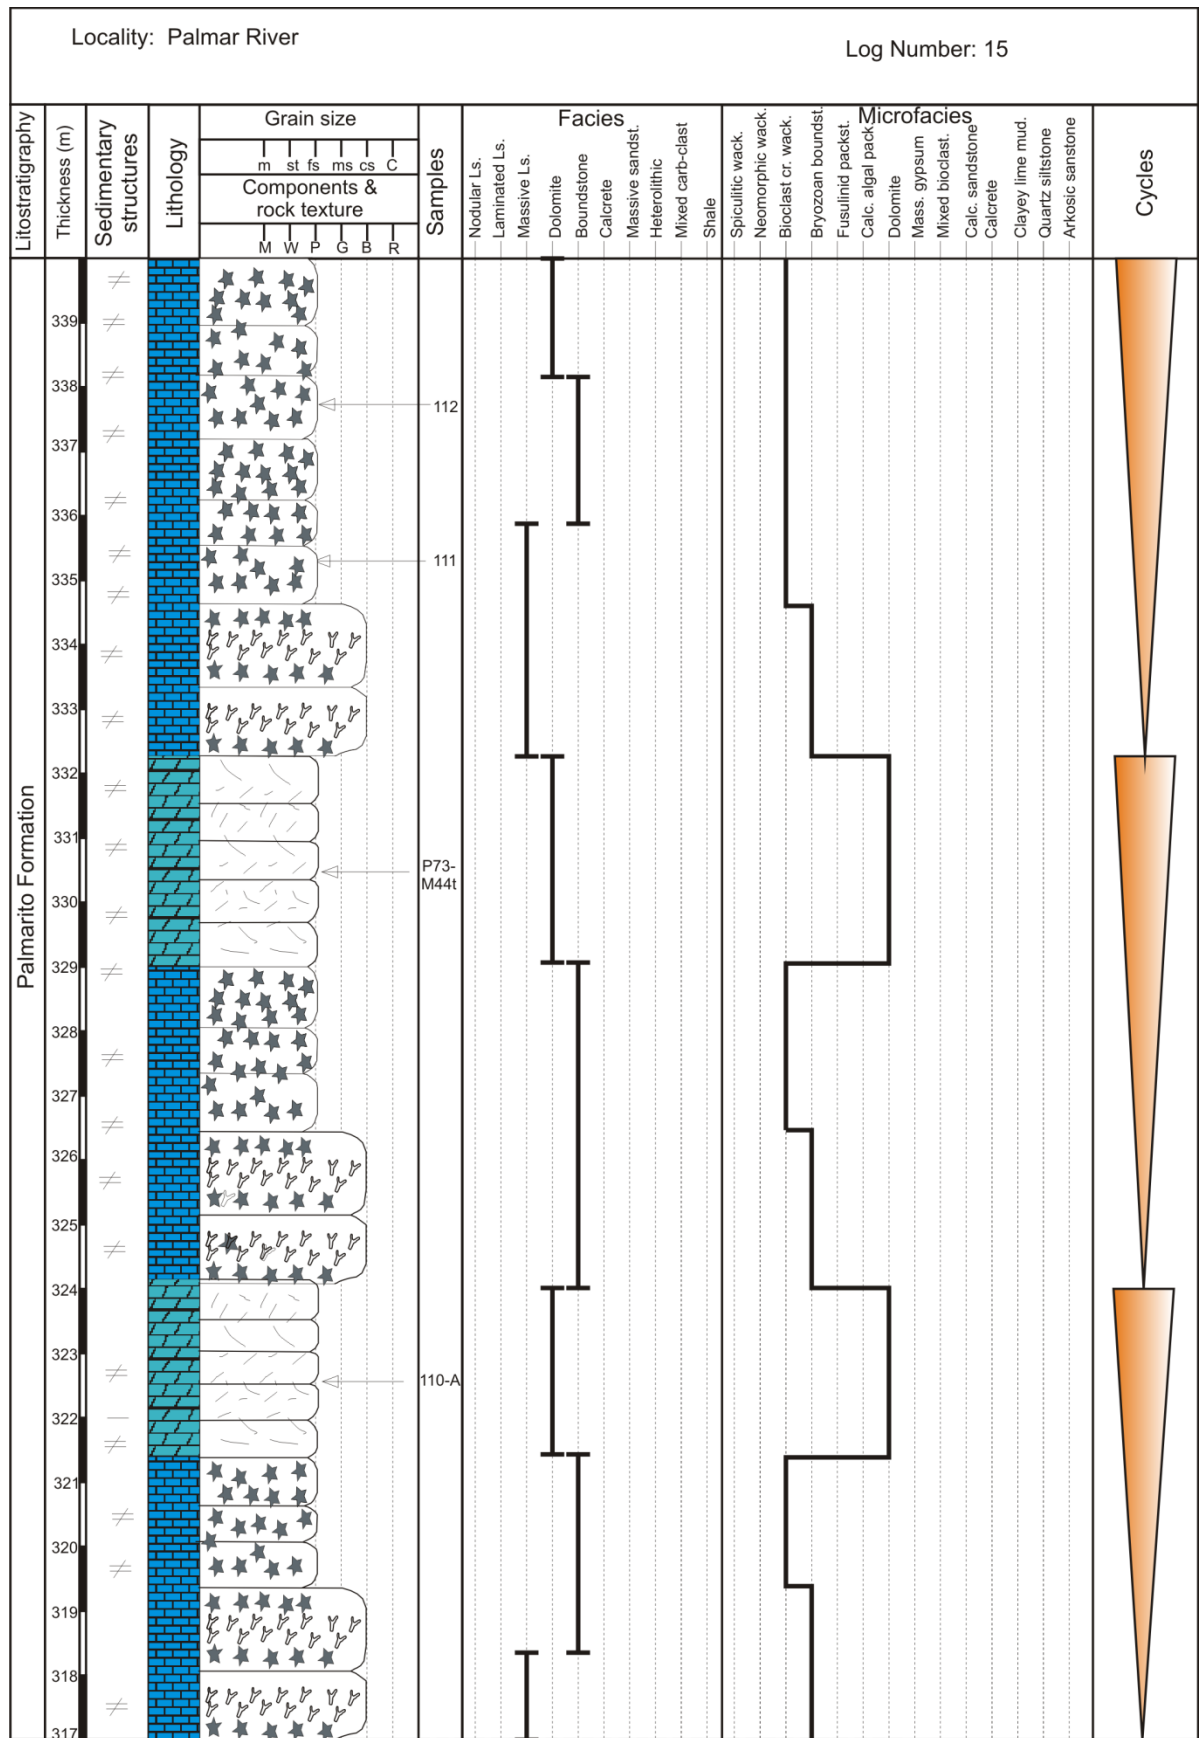 Locality: Palmar River
Log Number: 15
Litostratigraphy
Thickness (m)
Sedimentary
structures
Lithology
Grain size
m st fs ms cs C
Components &
rock texture
M W P G B R
Samples
Facies
Nodular Ls.
Laminated Ls.
Massive Ls.
Dolomite
Boundstone
Calcrete
Massive sandst.
Heterolithic
Mixed carb-clast
Shale
Microfacies
Spiculitic wack.
Neomorphic wack.
Bioclast cr. wack.
Bryozoan boundst.
Fusulinid packst.
Calc. algal pack.
Dolomite
Mass. gypsum
Mixed bioclast.
Calc. sandstone
Calcrete
Clayey lime mud.
Quartz siltstone
Arkosic sanstone
Cycles
Palmarito Formation
339
338
112
337
336
111
335
334
333
332
331
P73-
M44t
330
329
328
327
326
325
324
323
110-A
322
321
320
319
318
317